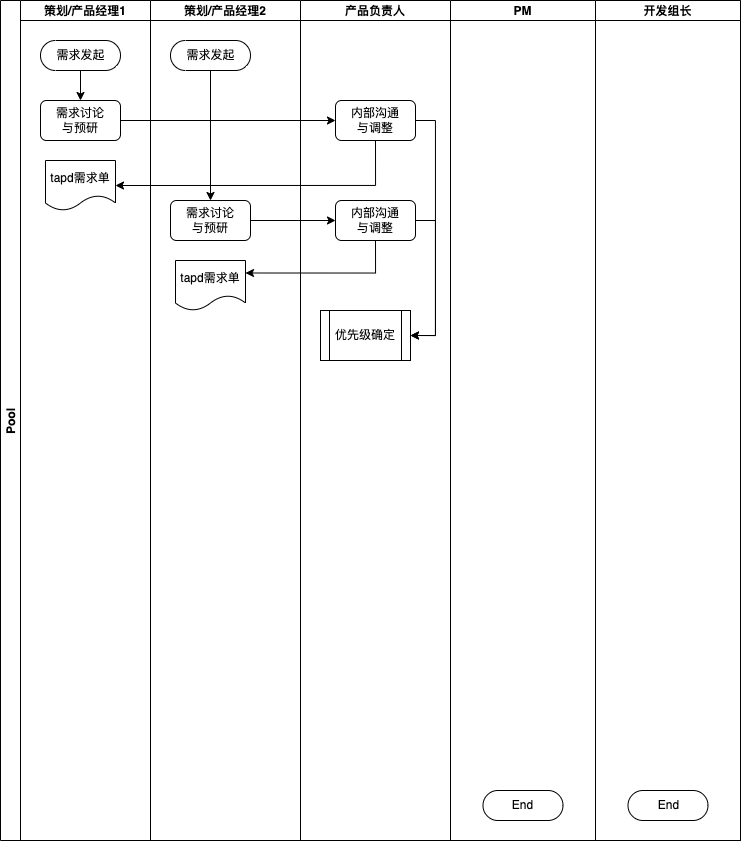 策划/产品经理1
策划/产品经理2
产品负责人
PM
开发组长
需求发起
需求发起
需求讨论
与预研
内部沟通
与调整
tapd需求单
需求讨论
与预研
内部沟通
与调整
tapd需求单
优先级确定
Pool
End
End